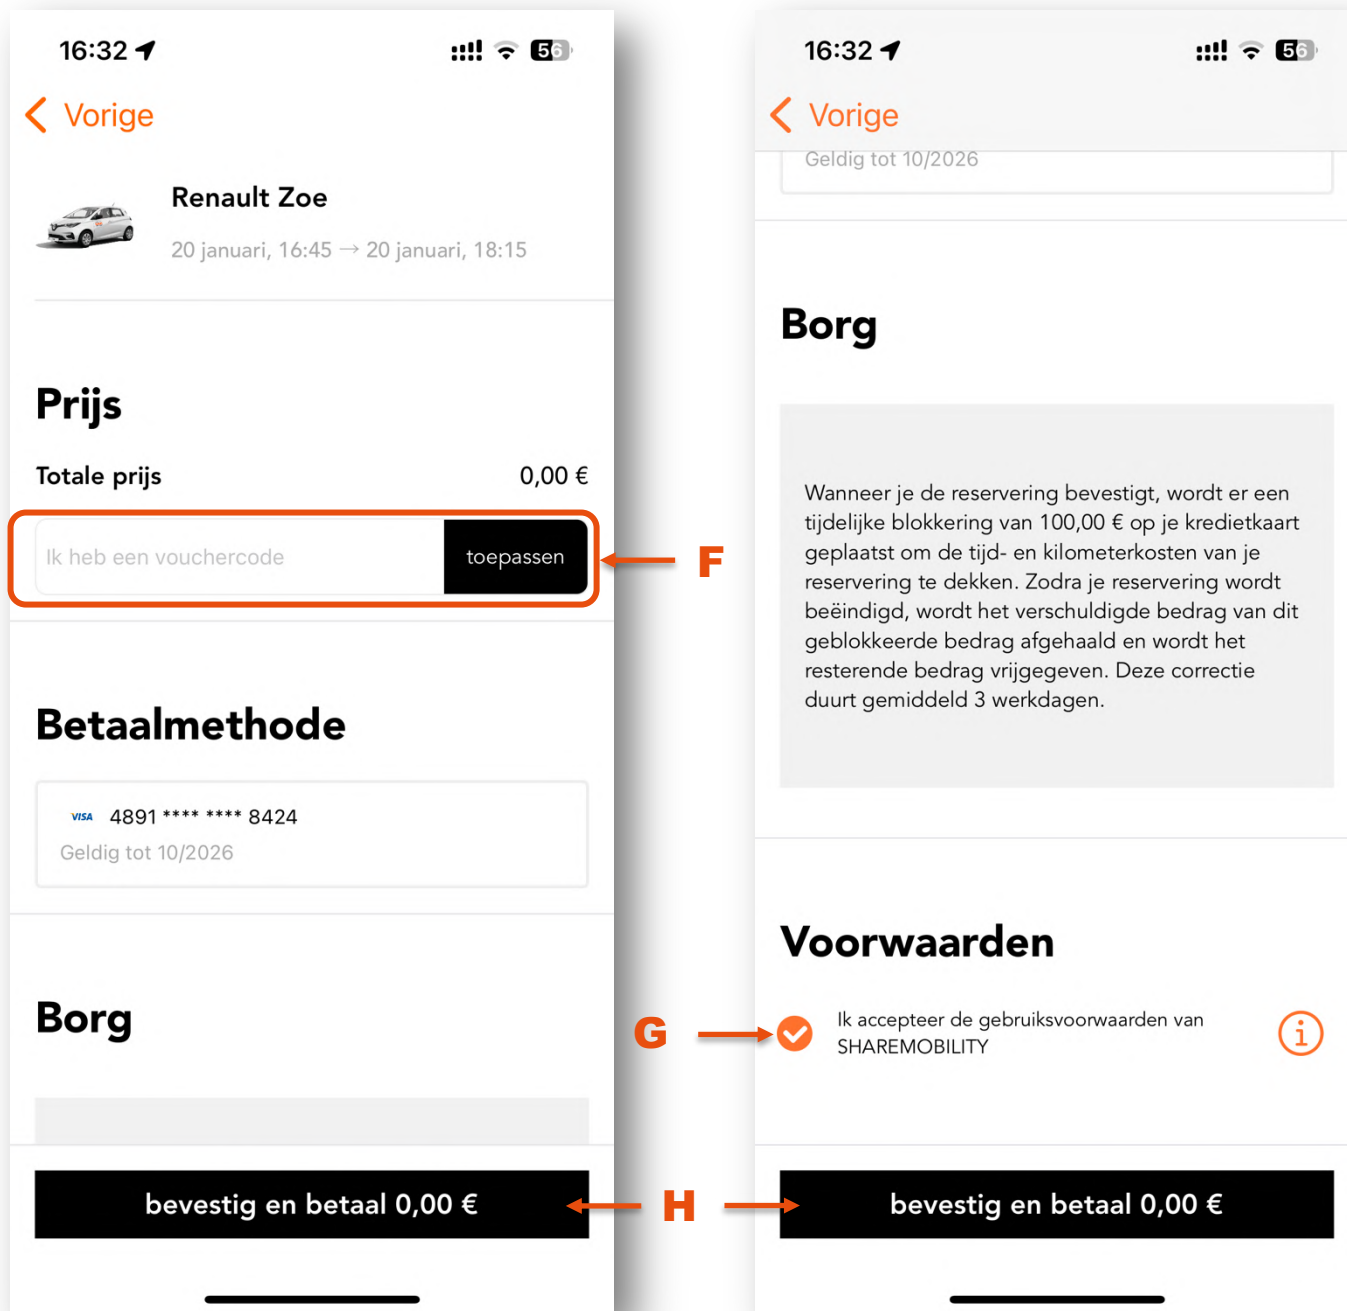 16:32
56
Vorige
Renault Zoe
20 januari, 16:45 → 20 januari, 18:15
Prijs
Totale prijs 0,00 €
Ik heb een vouchercode toepassen
F
Betaalmethode
VISA 4891 **** **** 8424
Geldig tot 10/2026
Borg
bevestig en betaal 0,00 €
16:32
56
Vorige
Geldig tot 10/2026
Borg
Wanneer je de reservering bevestigt, wordt er een
tijdelijke blokkering van 100,00 € op je kredietkaart
geplaatst om de tijd- en kilometerkosten van je
reservering te dekken. Zodra je reservering wordt
beëindigd, wordt het verschuldigde bedrag van dit
geblokkeerde bedrag afgehaald en wordt het
resterende bedrag vrijgegeven. Deze correctie
duurt gemiddeld 3 werkdagen.
Voorwaarden
G
Ik accepteer de gebruiksvoorwaarden van
SHAREMOBILITY
i
H
bevestig en betaal 0,00 €